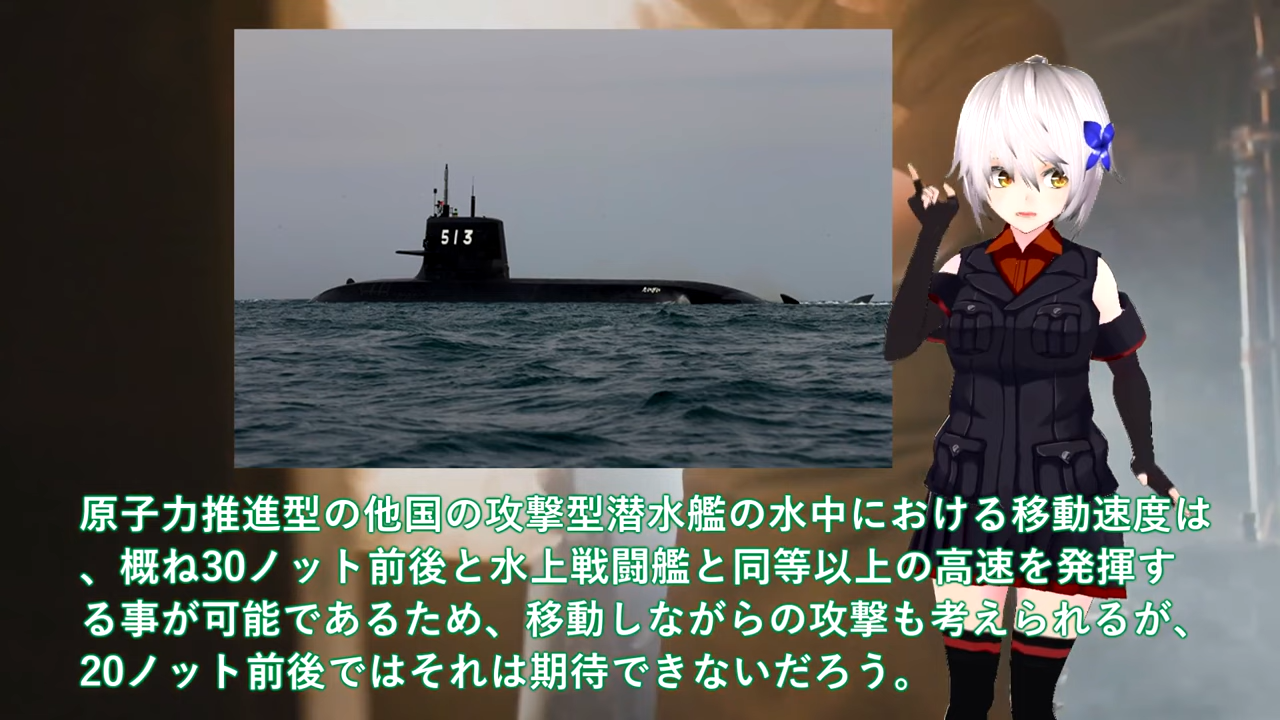 513
たいげい
原子力推進型の他国の攻撃型潜水艦の水中における移動速度は
、概ね30ノット前後と水上戦闘艦と同等以上の高速を発揮す
る事が可能であるため、移動しながらの攻撃も考えられるが、
20ノット前後ではそれは期待できないだろう。